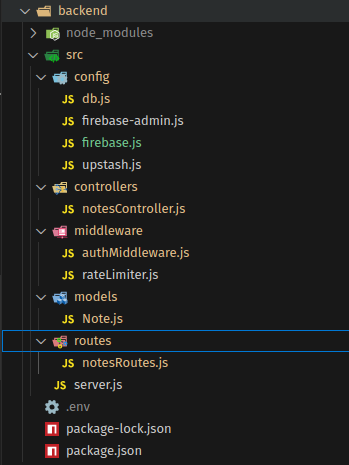 backend
node_modules
src
config
JS db.js
JS firebase-admin.js
JS firebase.js
JS upstash.js
controllers
JS notesController.js
middleware
JS authMiddleware.js
JS rateLimiter.js
models
JS Note.js
routes
JS notesRoutes.js
JS server.js
.env
package-lock.json
package.json